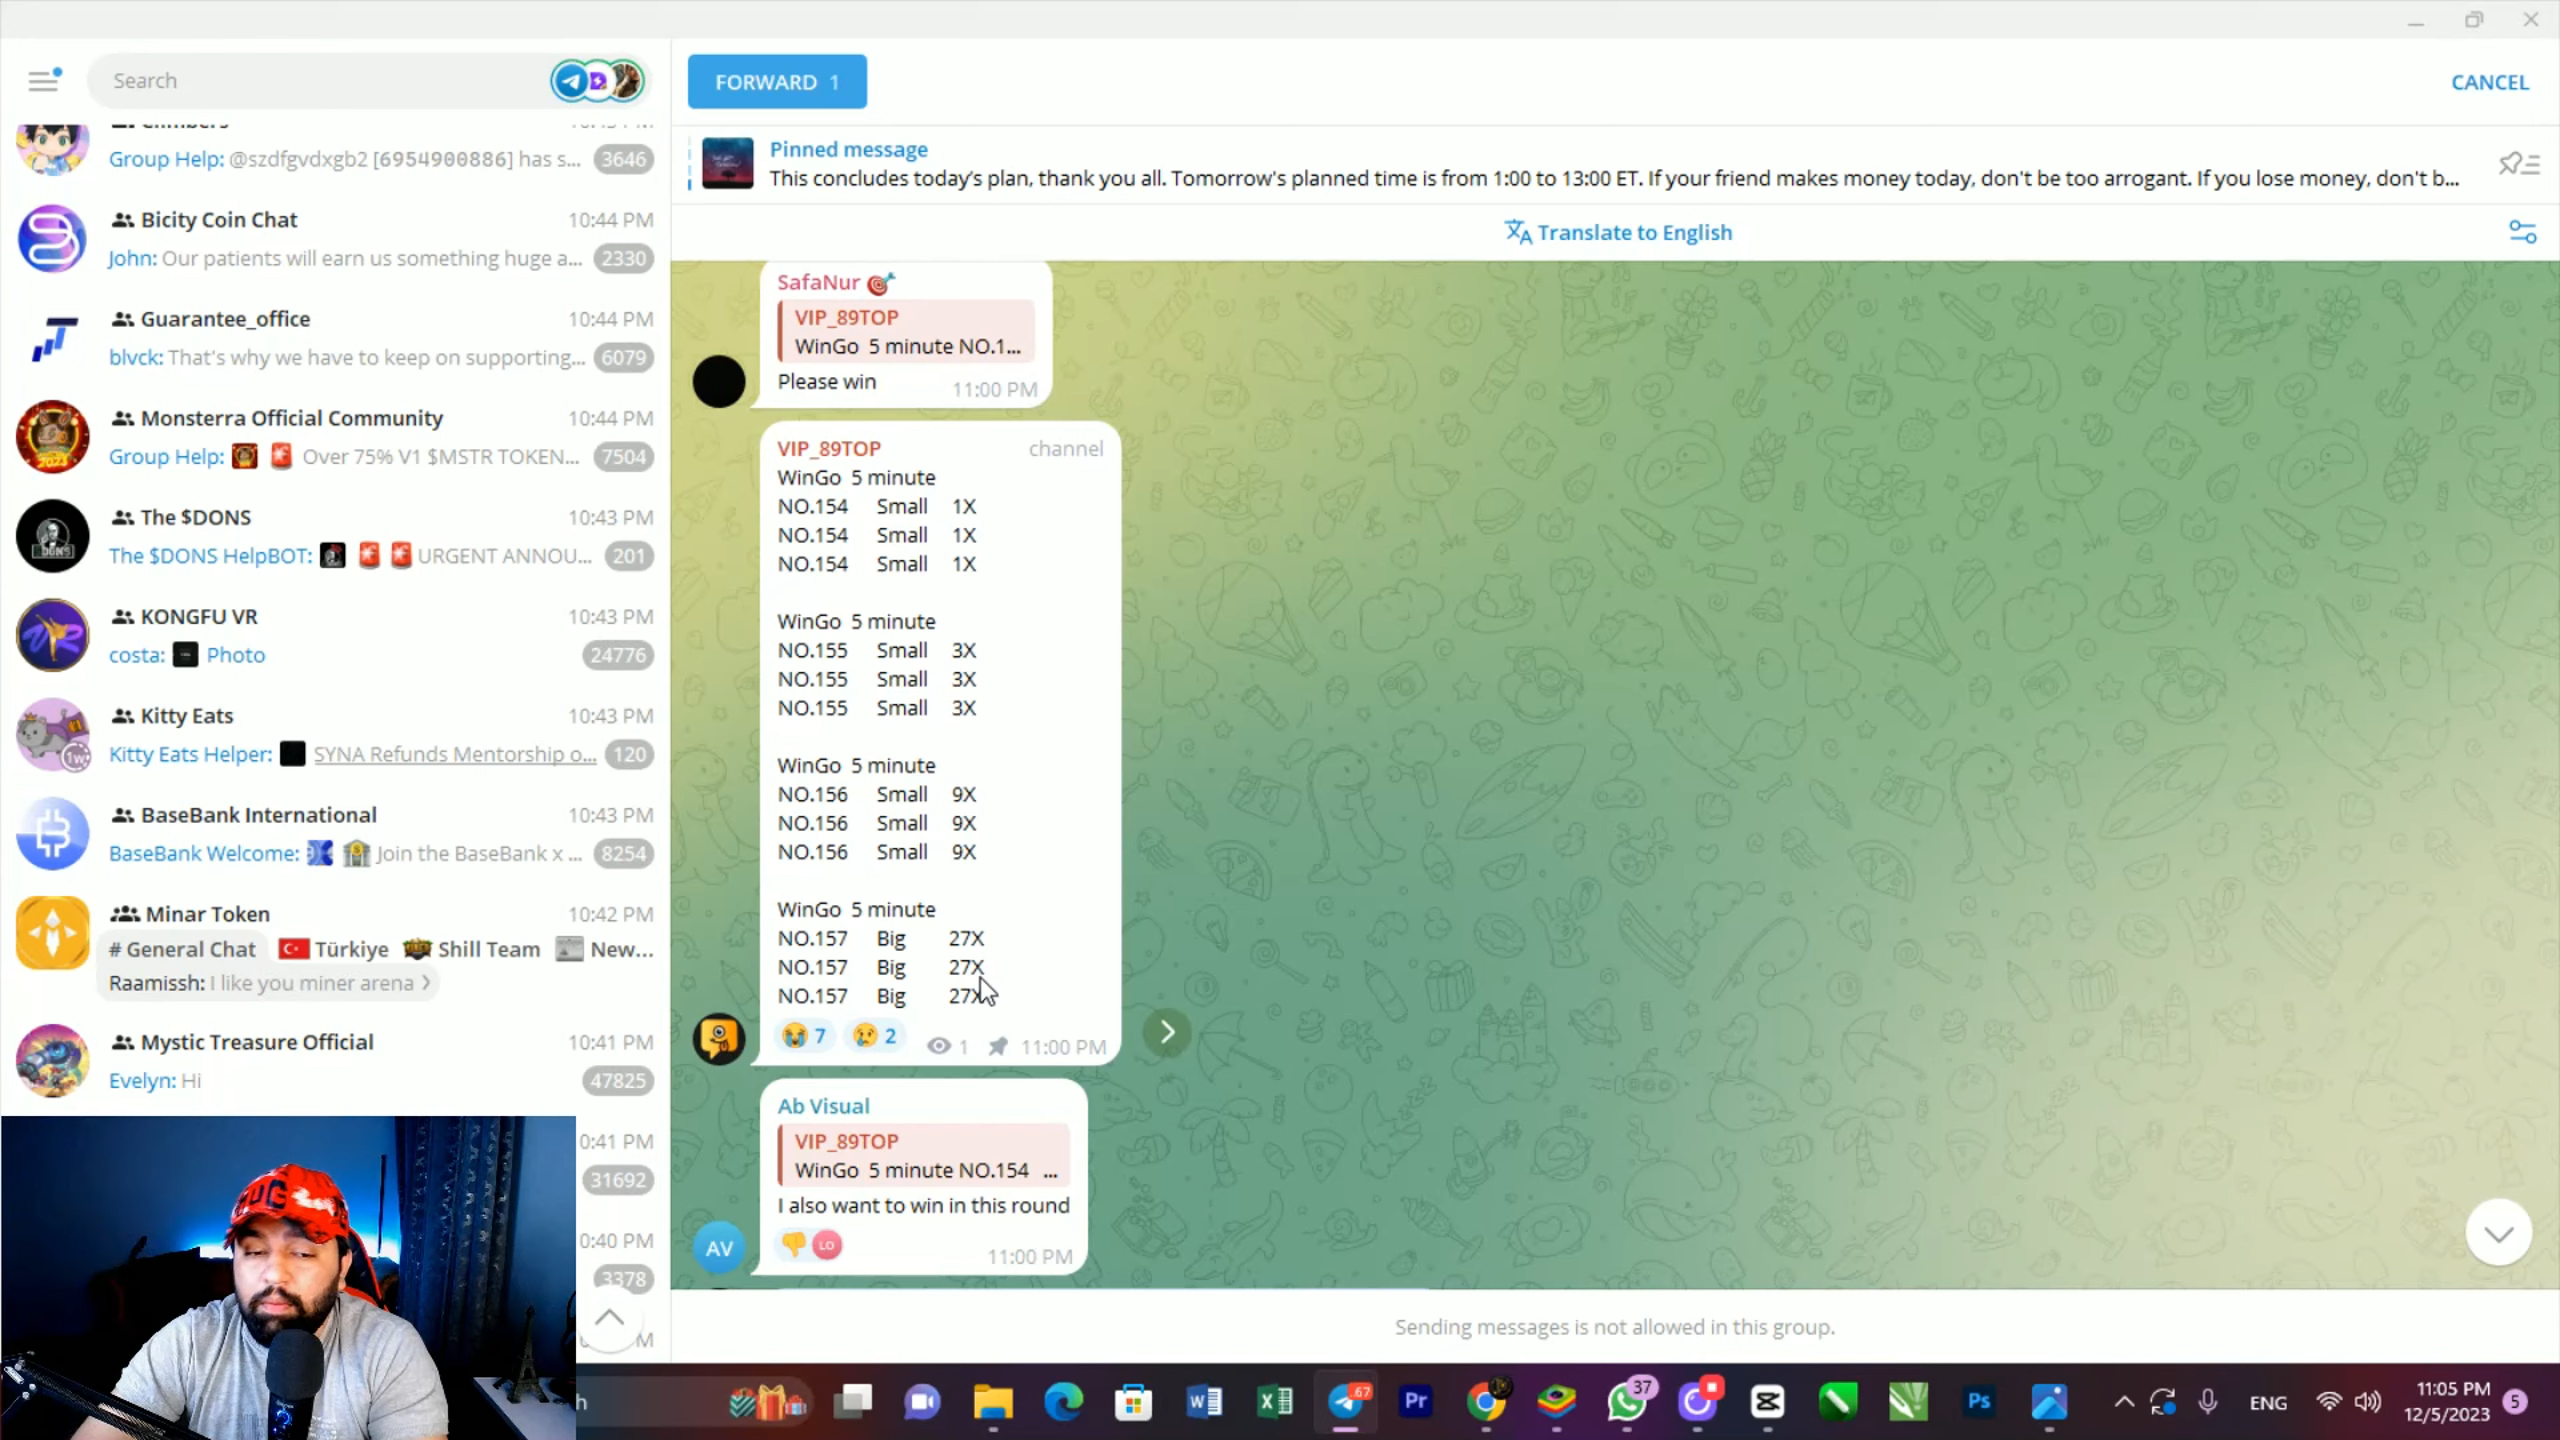 Search
Climbers
Group Help: @szdfgvdxgb2 [6954900886] has s... 3646
Bicity Coin Chat 10:44 PM
John: Our patients will earn us something huge a... 2330
Guarantee_office 10:44 PM
blvck: That's why we have to keep on supporting... 6079
Monsterra Official Community 10:44 PM
Group Help: Over 75% V1 $MSTR TOKEN... 7504
The $DONS 10:43 PM
The $DONS HelpBOT: URGENT ANNOU... 201
KONGFU VR 10:43 PM
costa: Photo 24776
Kitty Eats 10:43 PM
1w
Kitty Eats Helper: SYNA Refunds Mentorship o... 120
BaseBank International 10:43 PM
BaseBank Welcome: Join the BaseBank x ... 8254
Minar Token 10:42 PM
# General Chat Türkiye Shill Team New...
Raamissh: I like you miner arena
Mystic Treasure Official 10:41 PM
Evelyn: Hi 47825
0:41 PM
31692
0:40 PM
3378
M
FORWARD 1
CANCEL
Pinned message
This concludes today's plan, thank you all. Tomorrow's planned time is from 1:00 to 13:00 ET. If your friend makes money today, don't be too arrogant. If you lose money, don't b...
Translate to English
SafaNur
VIP_89TOP
WinGo 5 minute NO.1...
Please win 11:00 PM
VIP_89TOP channel
WinGo 5 minute
NO.154 Small 1X
NO.154 Small 1X
NO.154 Small 1X
WinGo 5 minute
NO.155 Small 3X
NO.155 Small 3X
NO.155 Small 3X
WinGo 5 minute
NO.156 Small 9X
NO.156 Small 9X
NO.156 Small 9X
WinGo 5 minute
NO.157 Big 27X
NO.157 Big 27X
NO.157 Big 27X
7 2 1 11:00 PM
Ab Visual
VIP_89TOP
WinGo 5 minute NO.154 ...
I also want to win in this round
LO
11:00 PM
AV
Sending messages is not allowed in this group.
h
.67
Pr
37
Ps
ENG
11:05 PM
12/5/2023
5